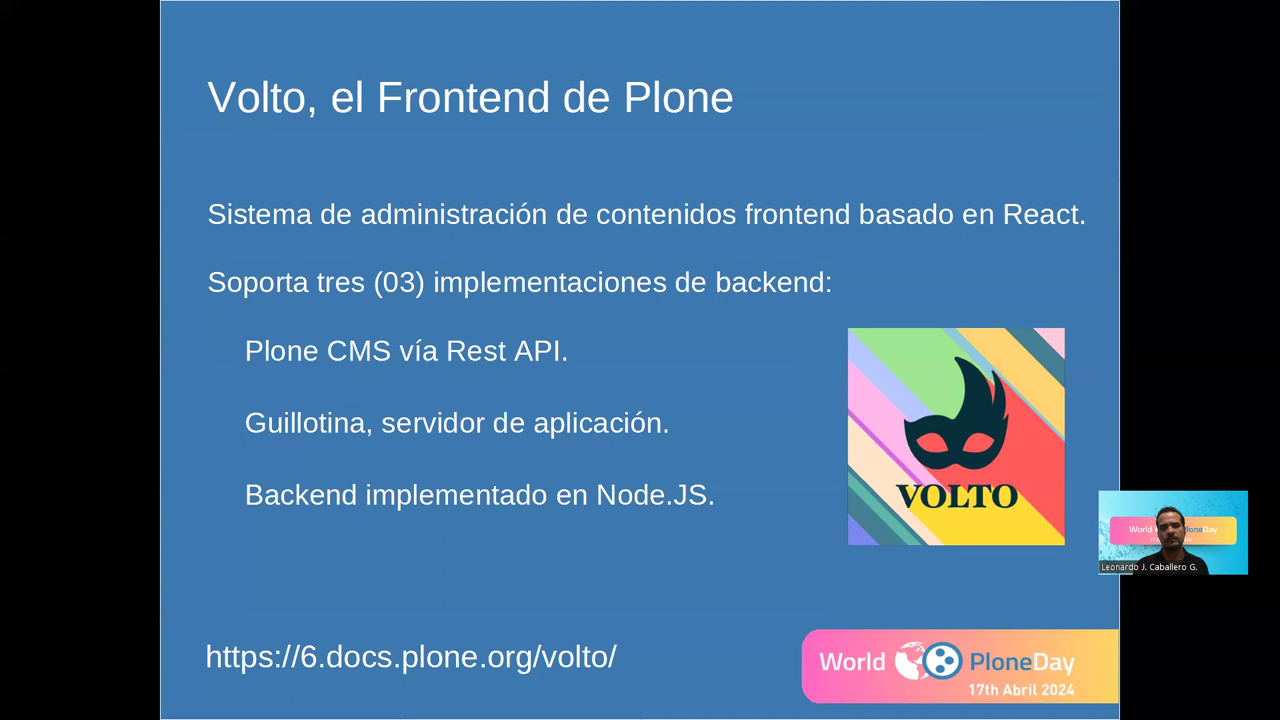 Volto, el Frontend de Plone
Sistema de administración de contenidos frontend basado en React.
Soporta tres (03) implementaciones de backend:
Plone CMS vía Rest API.
Guillotina, servidor de aplicación.
Backend implementado en Node.JS.
VOLTO
World PloneDay
Leonardo J. Caballero G.
https://6.docs.plone.org/volto/
World PloneDay
17th Abril 2024